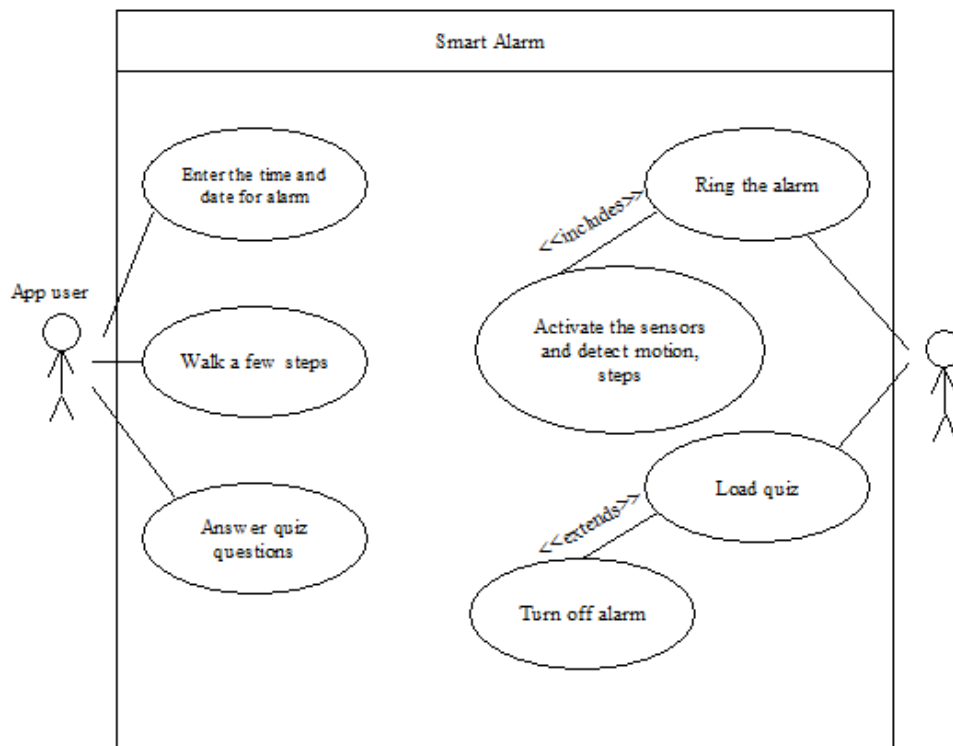 Smart Alarm
Enter the time and
date for alarm
Ring the alarm
<<includes>>
App user
Activate the sensors
and detect motion,
steps
Walk a few steps
Load quiz
<<extends>>
Answer quiz
questions
Turn off alarm